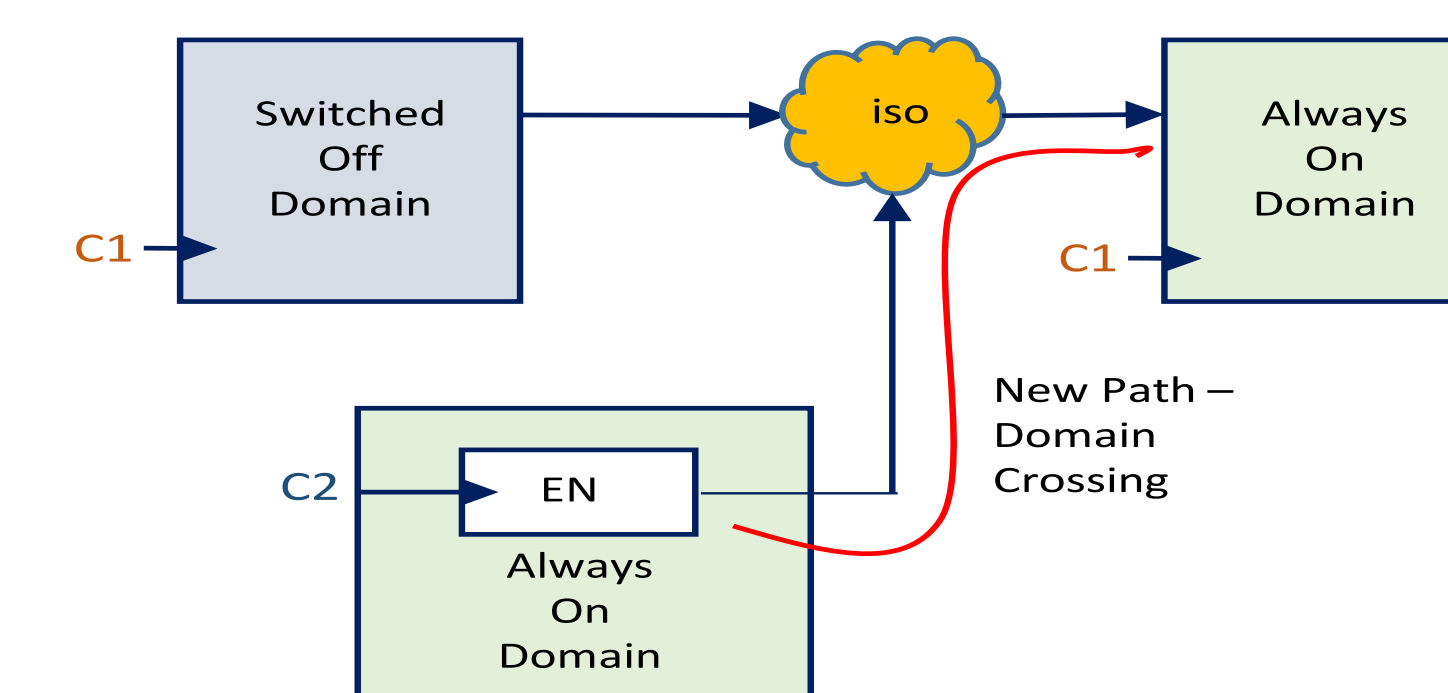 Switched
Off
Domain
C1
iso
Always
On
Domain
C1
New Path –
Domain
Crossing
C2
EN
Always
On
Domain